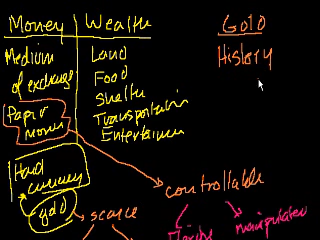 Money
Medium
of exchange
Paper
money
Hard
currency
gold
Wealth
Land
Food
Shelter
Transportation
Entertainment
Gold
History
controllable
scarce
manipulated